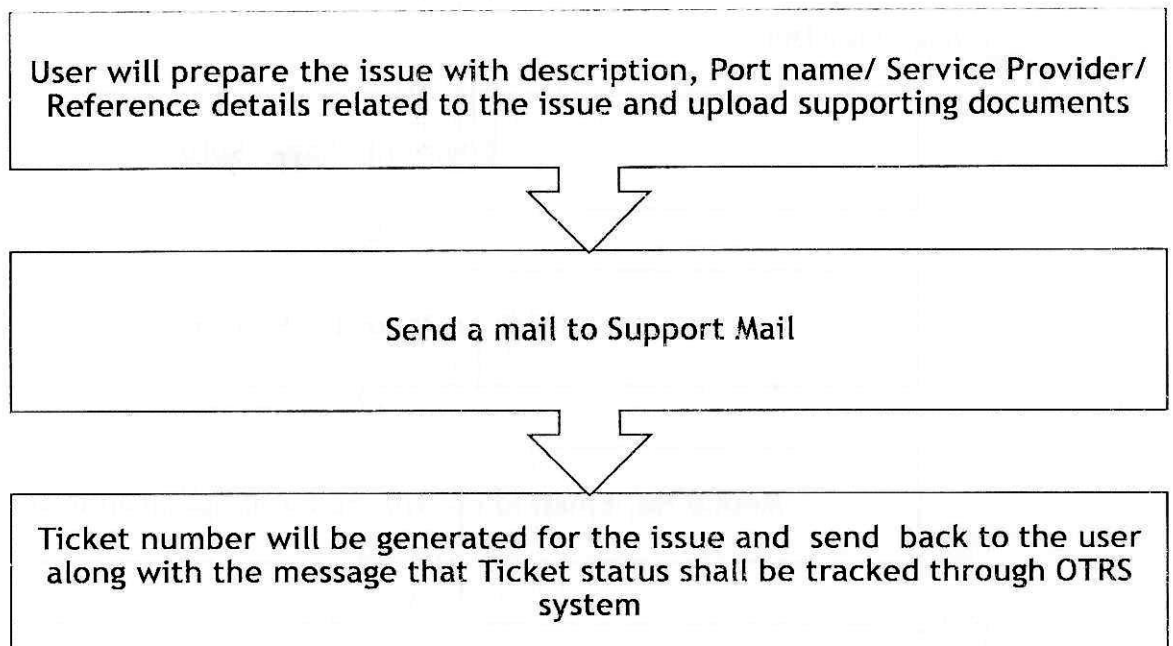 User will prepare the issue with description, Port name/ Service Provider/
Reference details related to the issue and upload supporting documents
Send a mail to Support Mail
Ticket number will be generated for the issue and send back to the user
along with the message that Ticket status shall be tracked through OTRS
system